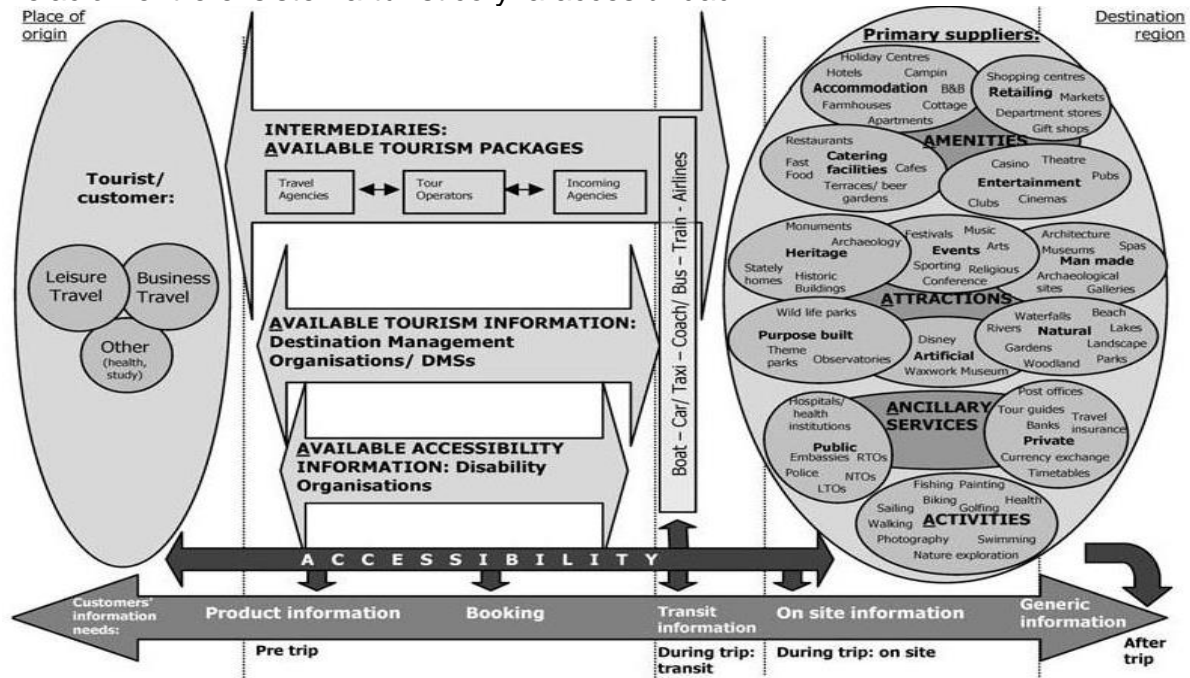 Place of
origin
Destination
region
Tourist/
customer:
Leisure
Travel
Business
Travel
Other
(health,
study)
INTERMEDIARIES:
AVAILABLE TOURISM PACKAGES
Travel
Agencies
Tour
Operators
Incoming
Agencies
AVAILABLE TOURISM INFORMATION:
Destination Management
Organisations/ DMSs
AVAILABLE ACCESSIBILITY
INFORMATION: Disability
Organisations
Boat – Car/ Taxi – Coach/ Bus – Train - Airlines
Primary suppliers:
Holiday Centres
Hotels
Campin
Accommodation
B&B
Farmhouses
Cottage
Apartments
Shopping centres
Retailing
Markets
Department stores
Gift shops
AMENITIES
Restaurants
Fast
Food
Catering
facilities
Cafes
Terraces/ beer
gardens
Casino
Theatre
Entertainment
Pubs
Clubs
Cinemas
Monuments
Archaeology
Heritage
Stately
homes
Historic
Buildings
Festivals
Music
Events
Arts
Sporting
Religious
Conference
Architecture
Museums
Spas
Man made
Archaeological
sites
Galleries
ATTRACTIONS
Wild life parks
Purpose built
Theme
parks
Observatories
Disney
Artificial
Waxwork Museum
Waterfalls
Beach
Rivers
Natural
Lakes
Gardens
Landscape
Woodland
Parks
Hospitals/
health
institutions
Public
Embassies
RTOs
Police
NTOs
LTOs
ANCILLARY
SERVICES
Post offices
Tour guides
Travel
insurance
Banks
Private
Currency exchange
Timetables
Fishing
Painting
Sailing
Biking
Golfing
Health
Walking
ACTIVITIES
Photography
Swimming
Nature exploration
ACCESSIBILITY
Customers'
information
needs:
Product information
Booking
Transit
information
On site information
Generic
information
Pre trip
During trip:
transit
During trip: on site
After
trip